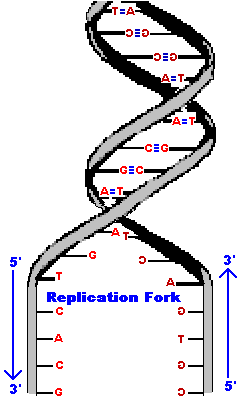 T=A
A=T
A=T
C≡G
G≡C
A=T
A T
G C
5' 3'
T A
Replication Fork
C G
A T
C G
3' 5'
G C